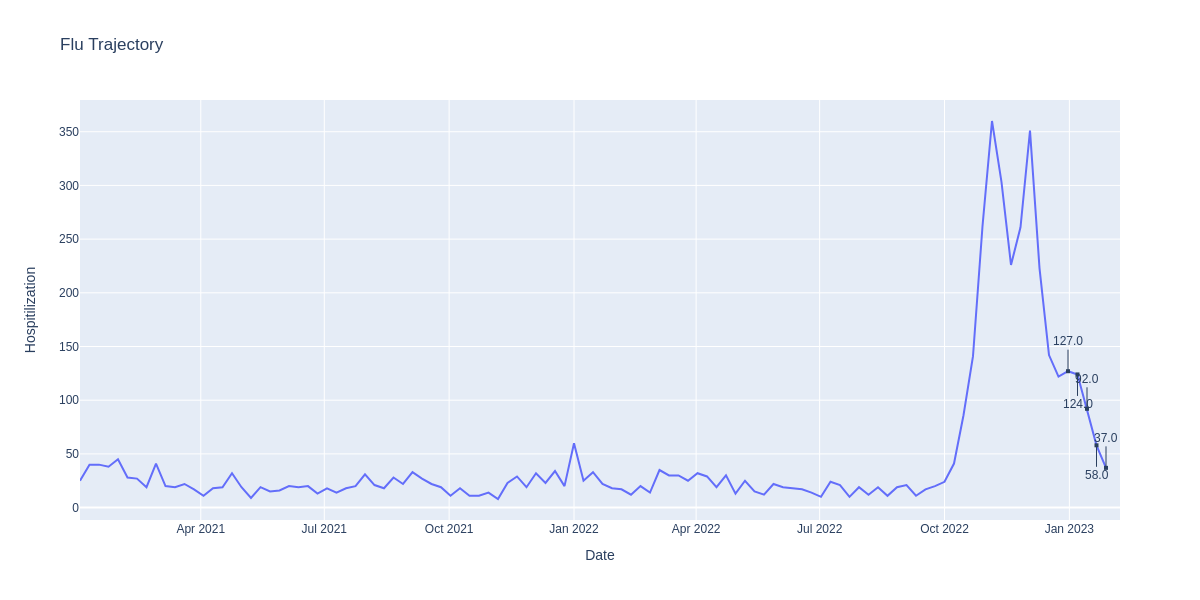 Flu Trajectory
Hospitilization
350
300
250
200
150
100
50
0
127.0
124.0
92.0
58.0
37.0
Apr 2021
Jul 2021
Oct 2021
Jan 2022
Apr 2022
Jul 2022
Oct 2022
Jan 2023
Date